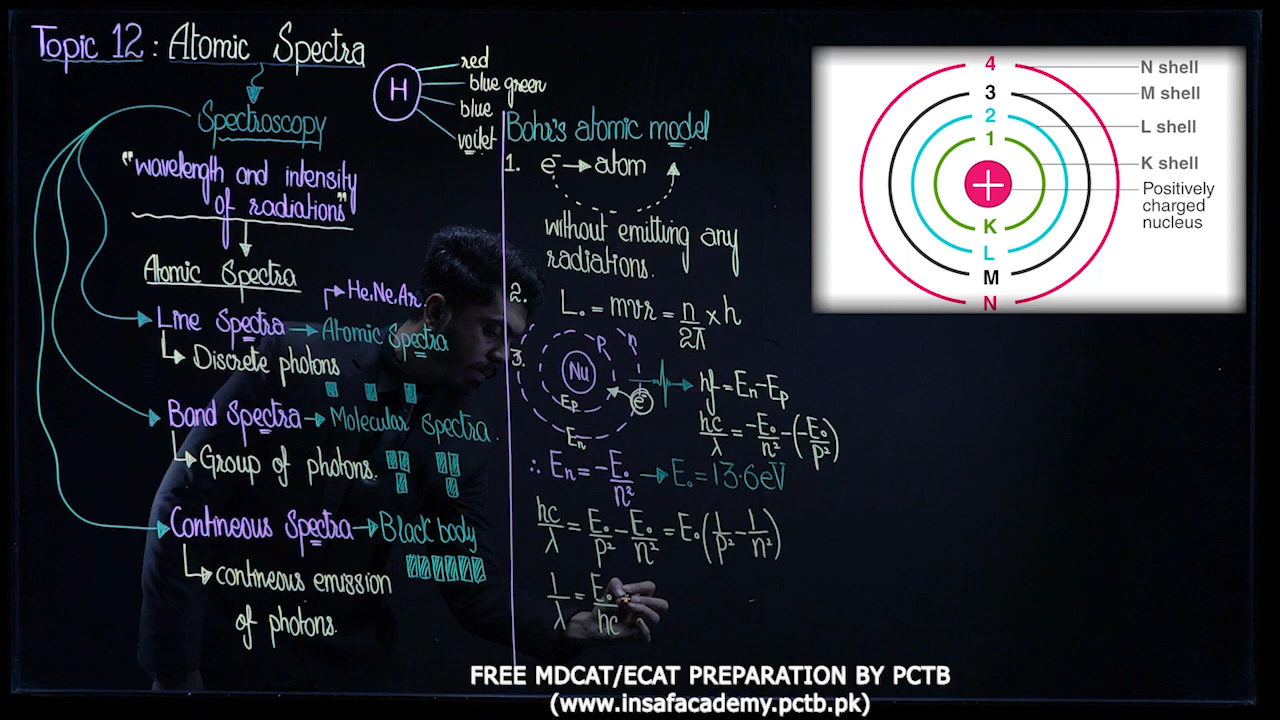 Topic 12 : Atomic Spectra
Spectroscopy
"wavelength and intensity
of radiations"
Atomic Spectra
He, Ne, Ar.
Line Spectra → Atomic Spectra
Discrete photons
Band Spectra → Molecular Spectra.
Group of photons.
Contineous Spectra → Black body
contineous emission
of photons.
H
red
blue green
blue
voilet
Bohr's atomic model
1. e⁻ → atom
without emitting any
radiations.
2. L₀ = mvr = n/2π × h
3.
P n
Nu
e⁻
Ep
En
hf = En - Ep
hc/λ = -E₀/n² - (-E₀/p²)
∴ En = -E₀/n² → E₀ = 13.6eV
hc/λ = E₀/p² - E₀/n² = E₀(1/p² - 1/n²)
1/λ = E₀/hc
4 N shell
3 M shell
2 L shell
1 K shell
+ Positively
charged
nucleus
K
L
M
N
FREE MDCAT/ECAT PREPARATION BY PCTB
(www.insafacademy.pctb.pk)